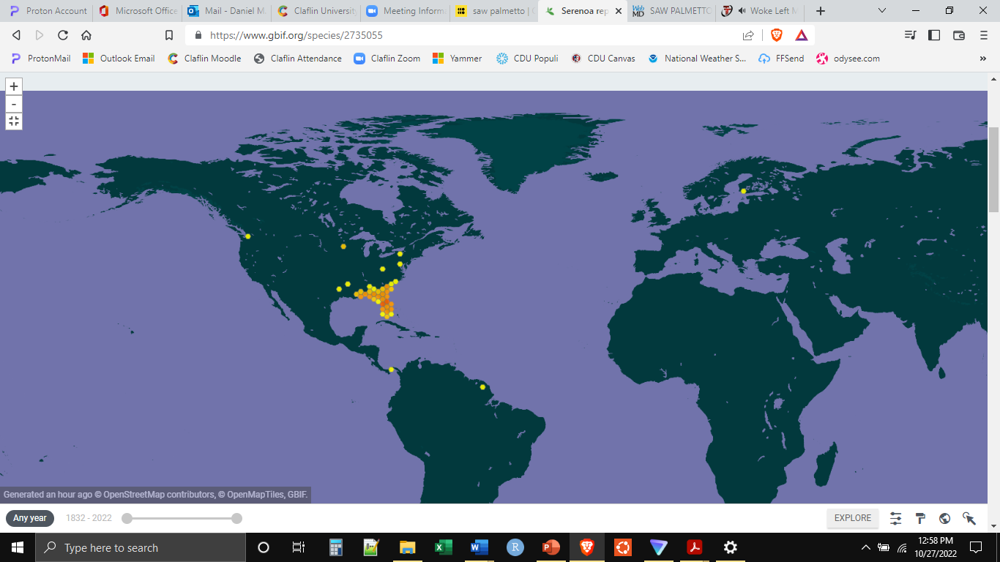 Proton Account
Microsoft Office
Mail - Daniel M
Claflin University
Meeting Inform
saw palmetto |
Serenoa rep
SAW PALMETTO
Woke Left M
https://www.gbif.org/species/2735055
ProtonMail
Outlook Email
Claflin Moodle
Claflin Attendance
Claflin Zoom
Yammer
CDU Populi
CDU Canvas
National Weather S...
FFSend
odysee.com
+
-
Generated an hour ago © OpenStreetMap contributors, © OpenMapTiles, GBIF.
Any year
1832 - 2022
EXPLORE
Type here to search
12:58 PM
10/27/2022